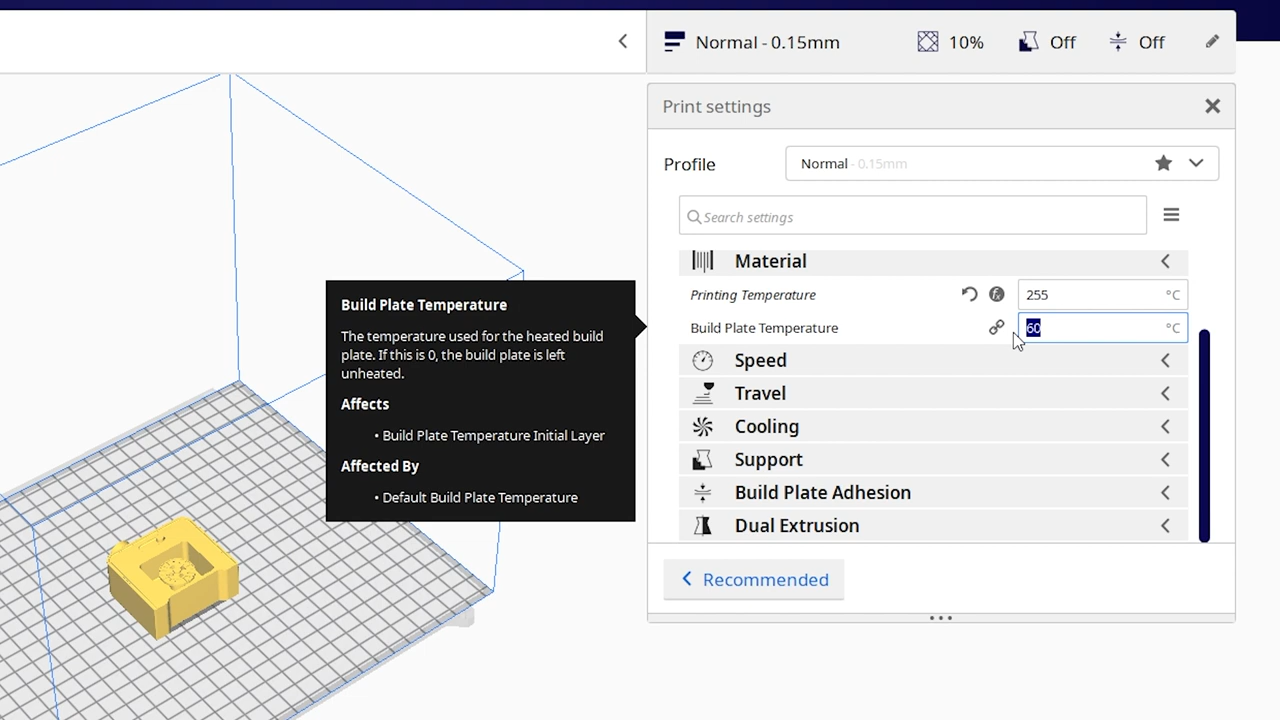 Normal - 0.15mm 10% Off Off
Print settings
Profile Normal - 0.15mm
Search settings
Material
Printing Temperature 255 °C
Build Plate Temperature 60 °C
Speed
Travel
Cooling
Support
Build Plate Adhesion
Dual Extrusion
Recommended
Build Plate Temperature
The temperature used for the heated build
plate. If this is 0, the build plate is left
unheated.
Affects
• Build Plate Temperature Initial Layer
Affected By
• Default Build Plate Temperature